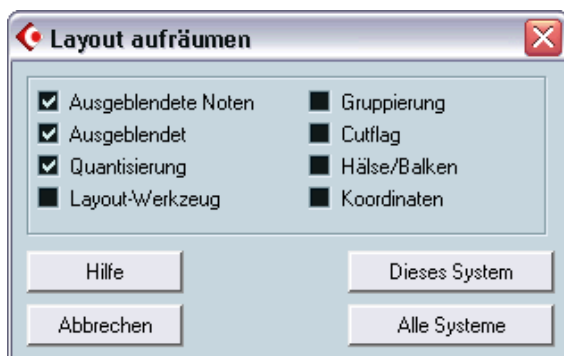 Layout aufräumen
Ausgeblendete Noten
Gruppierung
Ausgeblendet
Cutflag
Quantisierung
Hälse/Balken
Layout-Werkzeug
Koordinaten
Hilfe
Dieses System
Abbrechen
Alle Systeme